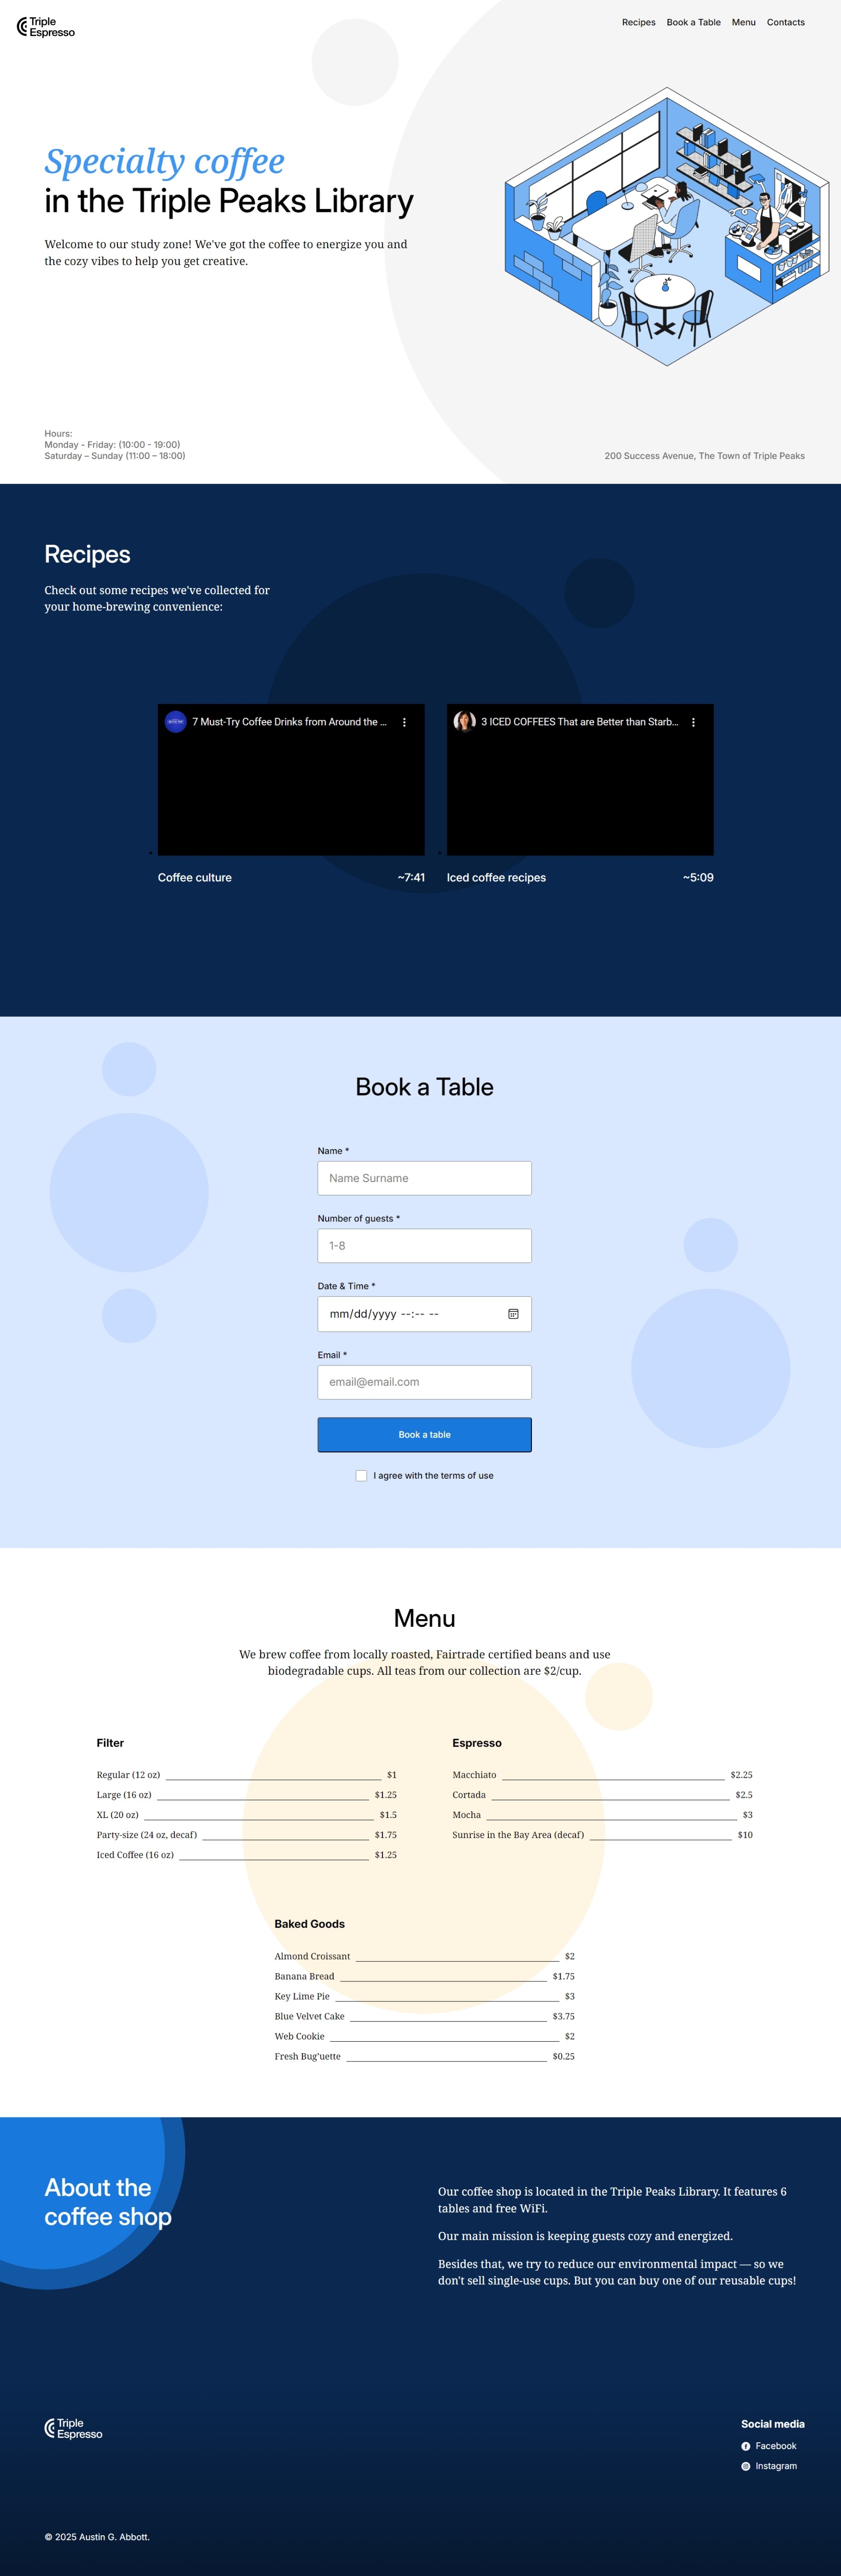 Triple
Espresso
Recipes Book a Table Menu Contacts
Specialty coffee
in the Triple Peaks Library
Welcome to our study zone! We've got the coffee to energize you and
the cozy vibes to help you get creative.
Hours:
Monday - Friday: (10:00 - 19:00)
Saturday – Sunday (11:00 – 18:00)
200 Success Avenue, The Town of Triple Peaks
Recipes
Check out some recipes we've collected for
your home-brewing convenience:
7 Must-Try Coffee Drinks from Around the ...
3 ICED COFFEES That are Better than Starb...
Coffee culture ~7:41
Iced coffee recipes ~5:09
Book a Table
Name *
Name Surname
Number of guests *
1-8
Date & Time *
mm/dd/yyyy --:-- --
Email *
email@email.com
Book a table
I agree with the terms of use
Menu
We brew coffee from locally roasted, Fairtrade certified beans and use
biodegradable cups. All teas from our collection are $2/cup.
Filter
Regular (12 oz) $1
Large (16 oz) $1.25
XL (20 oz) $1.5
Party-size (24 oz, decaf) $1.75
Iced Coffee (16 oz) $1.25
Espresso
Macchiato $2.25
Cortada $2.5
Mocha $3
Sunrise in the Bay Area (decaf) $10
Baked Goods
Almond Croissant $2
Banana Bread $1.75
Key Lime Pie $3
Blue Velvet Cake $3.75
Web Cookie $2
Fresh Bug'uette $0.25
About the
coffee shop
Our coffee shop is located in the Triple Peaks Library. It features 6
tables and free WiFi.
Our main mission is keeping guests cozy and energized.
Besides that, we try to reduce our environmental impact — so we
don't sell single-use cups. But you can buy one of our reusable cups!
Triple
Espresso
Social media
Facebook
Instagram
© 2025 Austin G. Abbott.